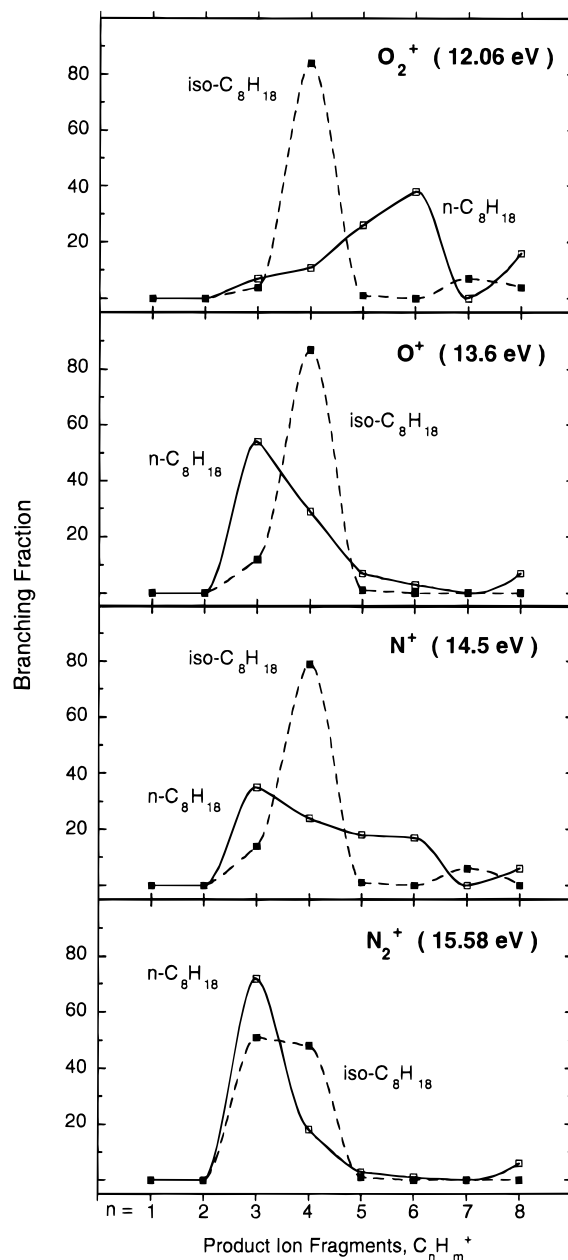 O₂⁺ ( 12.06 eV )
iso-C₈H₁₈
n-C₈H₁₈
80
60
40
20
O⁺ ( 13.6 eV )
iso-C₈H₁₈
n-C₈H₁₈
80
60
40
20
Branching Fraction
N⁺ ( 14.5 eV )
iso-C₈H₁₈
n-C₈H₁₈
80
60
40
20
N₂⁺ ( 15.58 eV )
n-C₈H₁₈
iso-C₈H₁₈
80
60
40
20
n = 1 2 3 4 5 6 7 8
Product Ion Fragments, CₙHₘ⁺